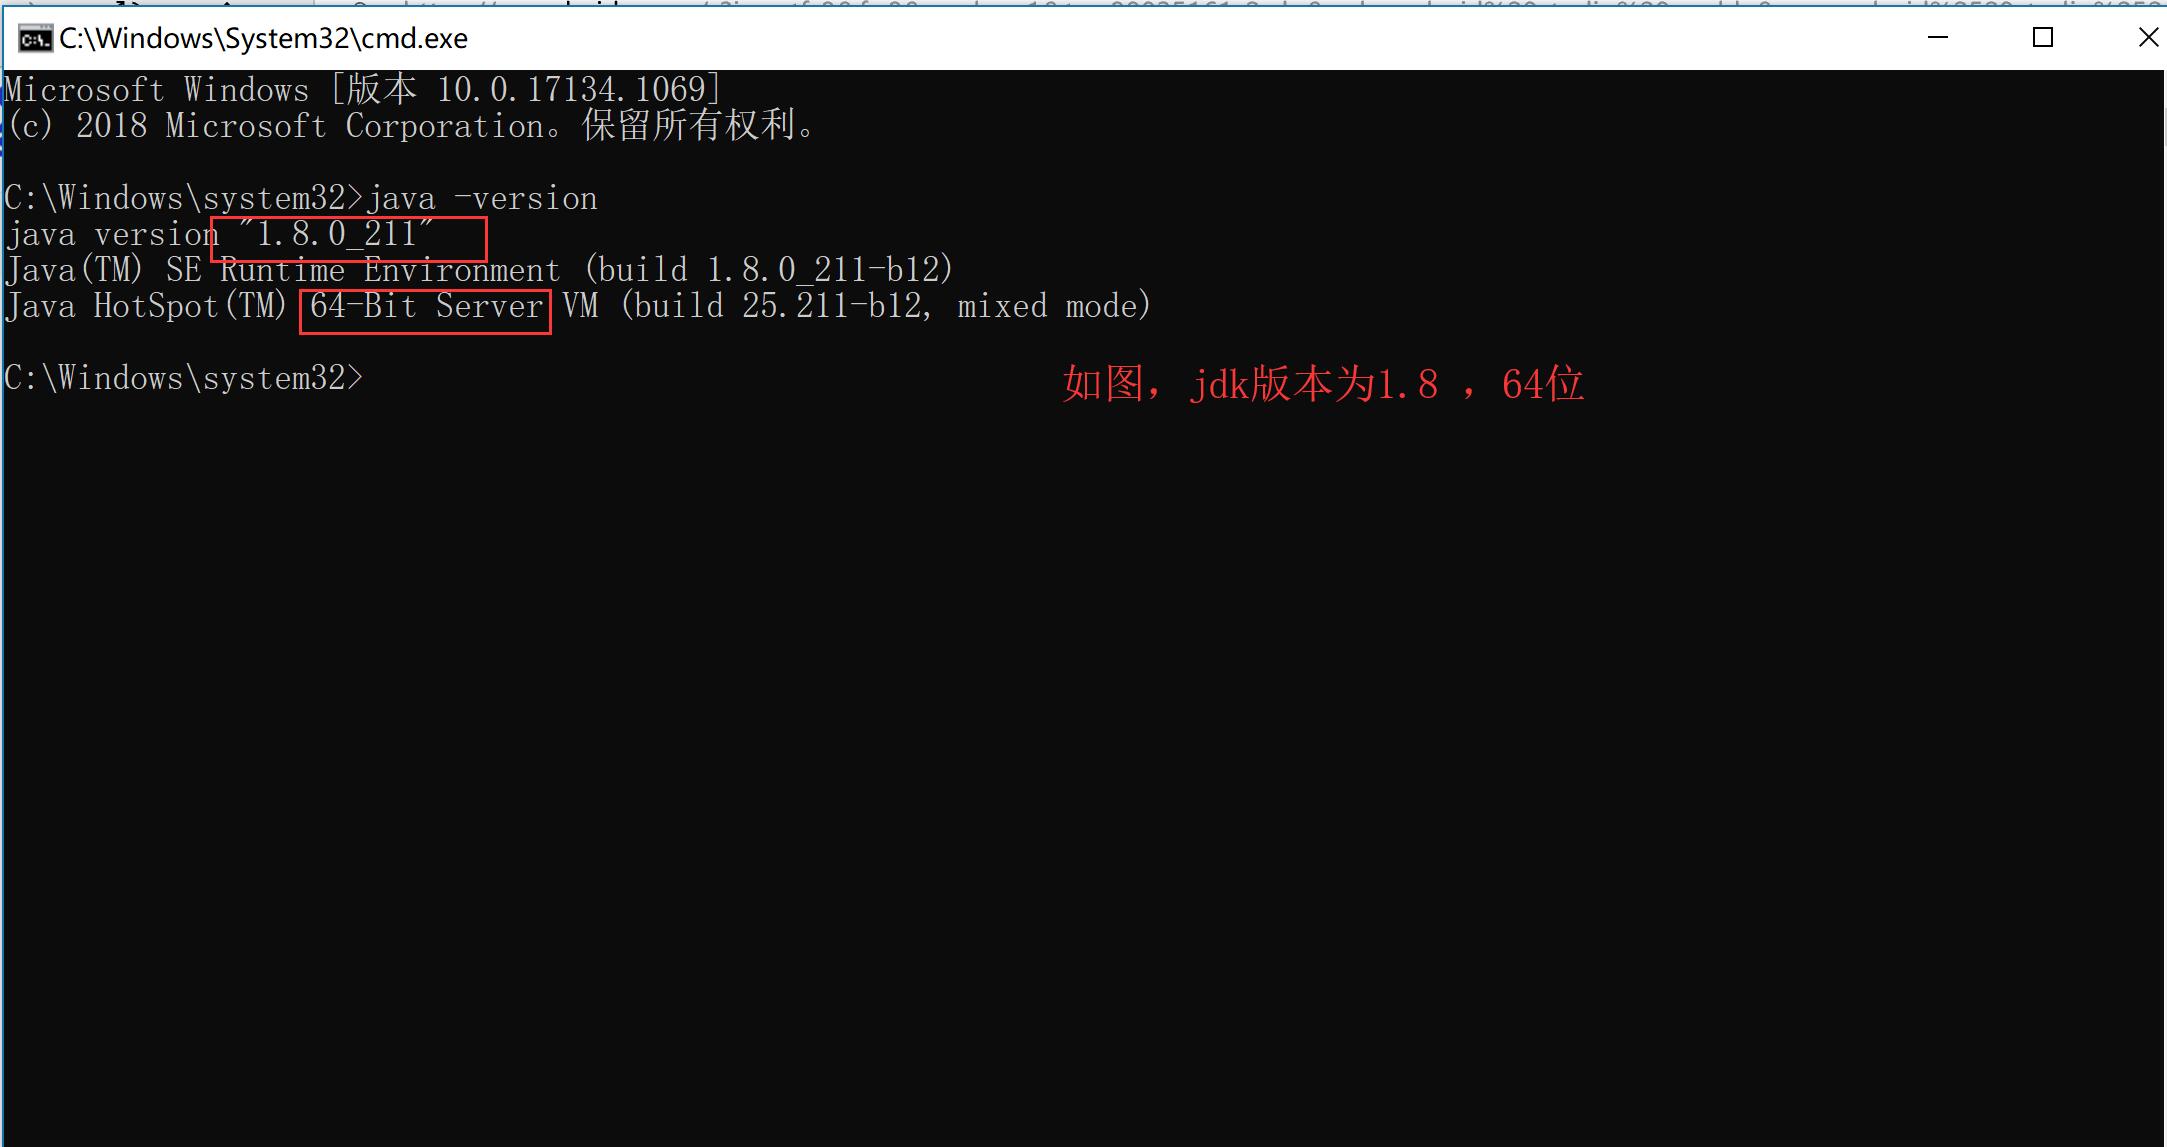 C:\Windows\System32\cmd.exe
Microsoft Windows [版本 10.0.17134.1069]
(c) 2018 Microsoft Corporation。保留所有权利。
C:\Windows\system32>java -version
java version "1.8.0_211"
Java(TM) SE Runtime Environment (build 1.8.0_211-b12)
Java HotSpot(TM) 64-Bit Server VM (build 25.211-b12, mixed mode)
C:\Windows\system32>
如图，jdk版本为1.8 ，64位